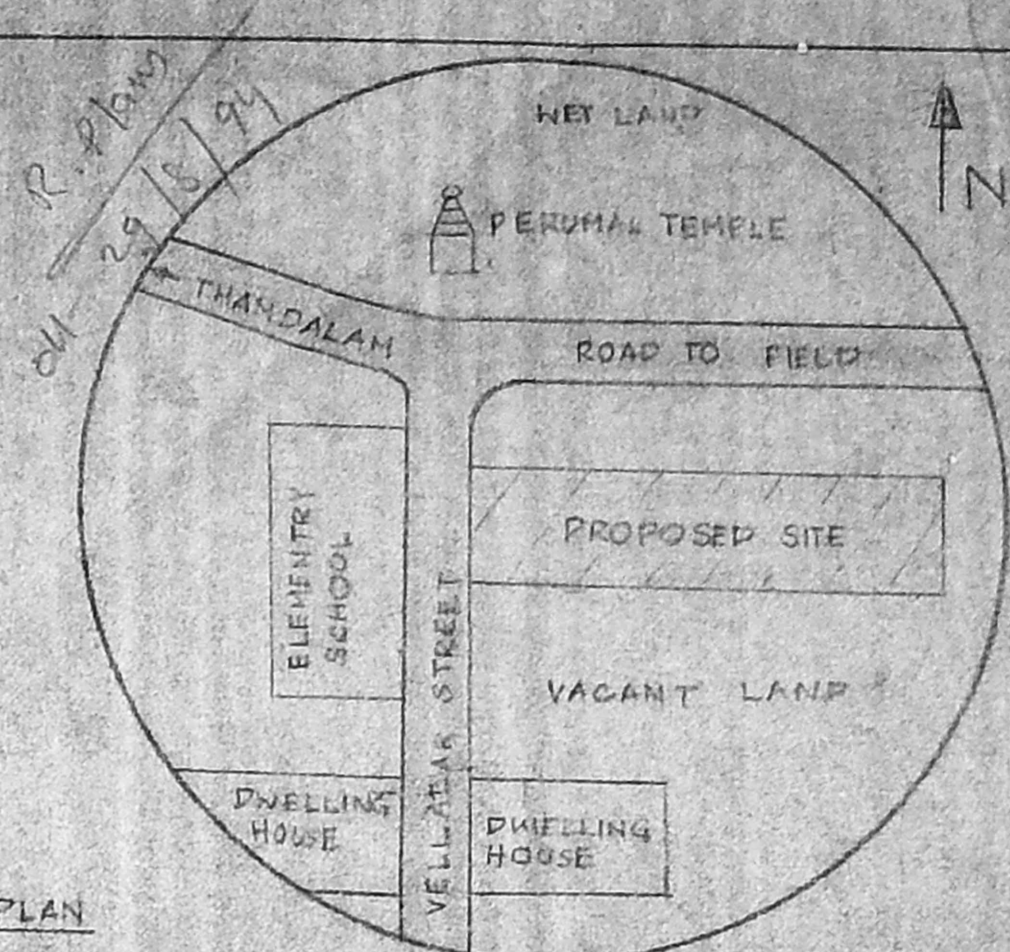 R. Plan
29/8/94
WET LAND
N
PERUMAL TEMPLE
THANDALAM
ROAD TO FIELD
ELEMENTRY
SCHOOL
PROPOSED SITE
VELLALAR STREET
VACANT LAND
DWELLING
HOUSE
DWELLING
HOUSE
PLAN